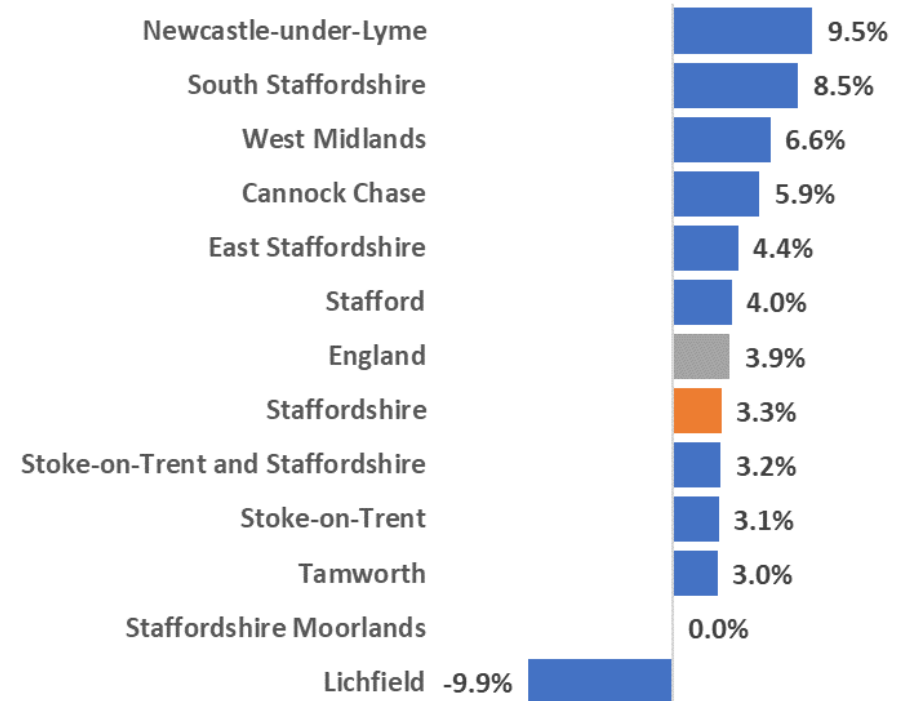 Newcastle-under-Lyme 9.5%
South Staffordshire 8.5%
West Midlands 6.6%
Cannock Chase 5.9%
East Staffordshire 4.4%
Stafford 4.0%
England 3.9%
Staffordshire 3.3%
Stoke-on-Trent and Staffordshire 3.2%
Stoke-on-Trent 3.1%
Tamworth 3.0%
Staffordshire Moorlands 0.0%
Lichfield -9.9%